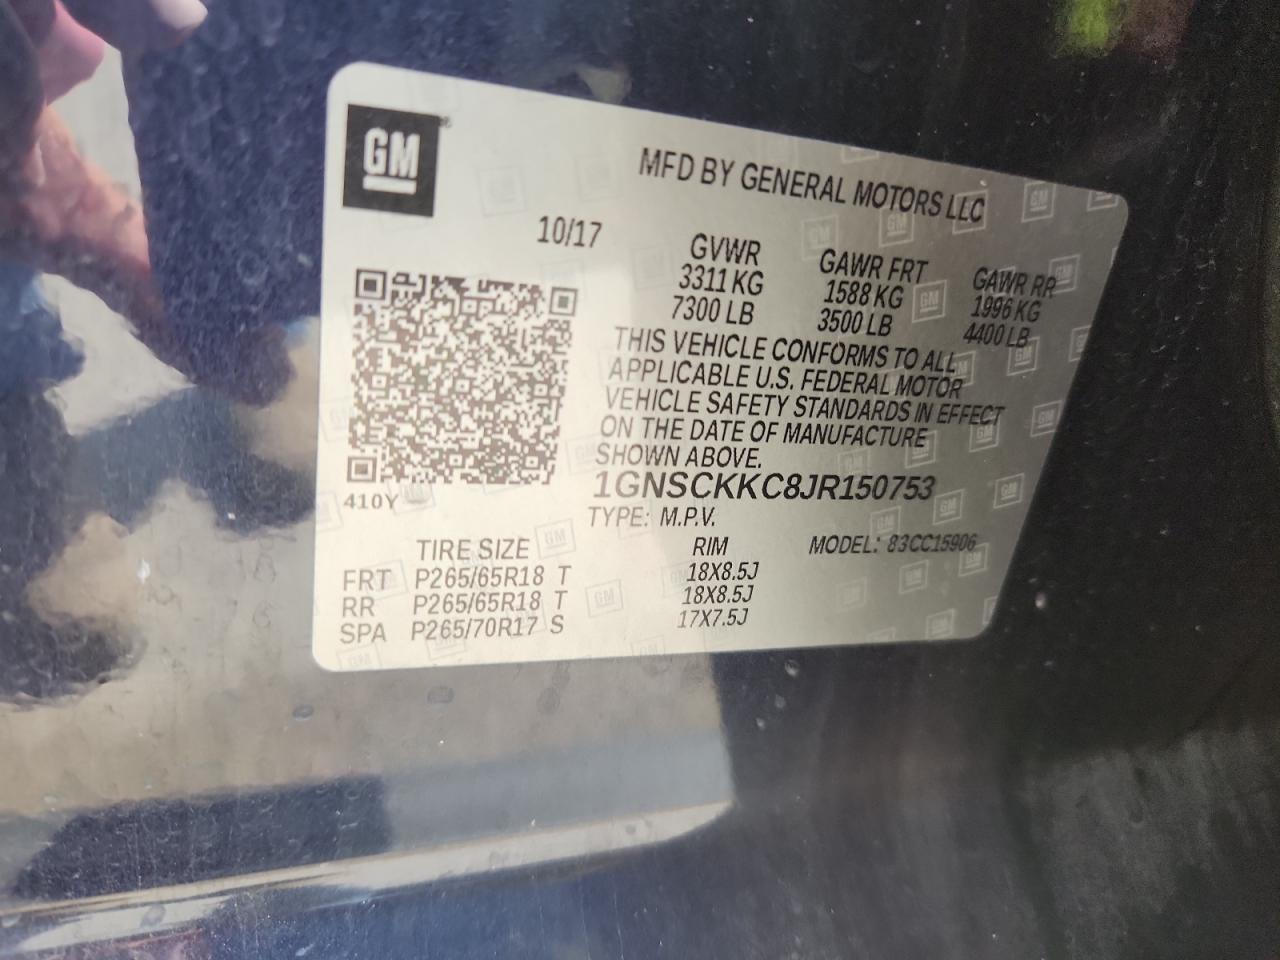 GM
MFD BY GENERAL MOTORS LLC
10/17
GVWR GAWR FRT GAWR RR
3311 KG 1588 KG 1996 KG
7300 LB 3500 LB 4400 LB
THIS VEHICLE CONFORMS TO ALL
APPLICABLE U.S. FEDERAL MOTOR
VEHICLE SAFETY STANDARDS IN EFFECT
ON THE DATE OF MANUFACTURE
SHOWN ABOVE.
1GNSCKKC8JR150753
410Y
TYPE: M.P.V.
TIRE SIZE RIM MODEL: 83CC15906
FRT P265/65R18 T 18X8.5J
RR P265/65R18 T 18X8.5J
SPA P265/70R17 S 17X7.5J